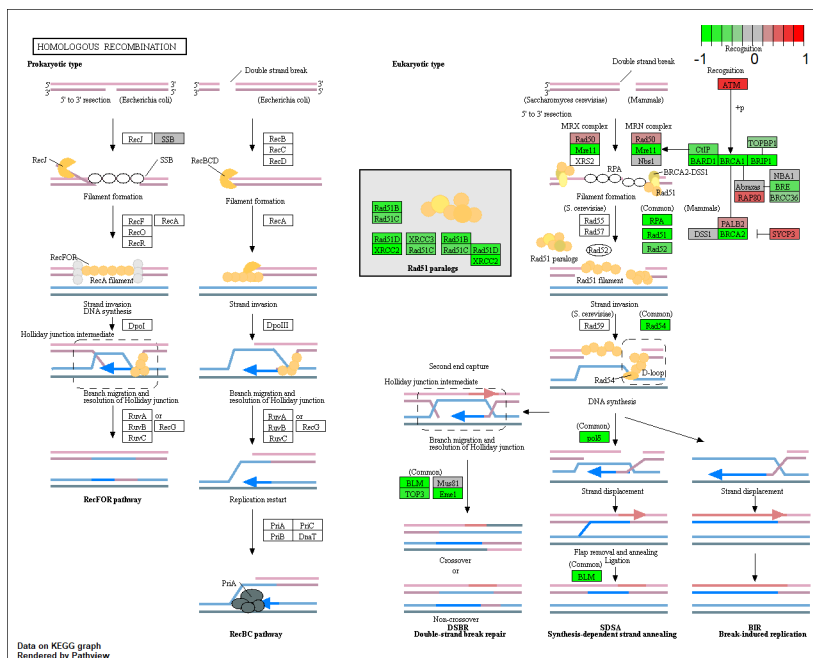 HOMOLOGOUS RECOMBINATION
Prokaryotic type
Double strand break
5'
3'
3'
5'
5' to 3' resection
(Escherichia coli)
5'
3'
3'
5'
(Escherichia coli)
RecJ
SSB
RecJ
SSB
Filament formation
RecB
RecC
RecD
RecBCD
Filament formation
RecF
RecA
RecO
RecR
RecA
RecFOR
RecA filament
Strand invasion
DNA synthesis
DpoI
Strand invasion
DpoIII
Holliday junction intermediate
Branch migration and
resolution of Holliday junction
Branch migration and
resolution of Holliday junction
RuvA
or
RuvB
RecG
RuvC
RuvA
or
RuvB
RecG
RuvC
RecFOR pathway
Replication restart
PriA
PriC
PriB
DnaT
PriA
RecBC pathway
Data on KEGG graph
Rendered by Pathview
Eukaryotic type
Double strand break
5'
3'
3'
5'
(Saccharomyces cerevisiae)
(Mammals)
5' to 3' resection
MRX complex
MRN complex
Rad50
Mre11
XRS2
Rad50
Mre11
Nbs1
RPA
BRCA2-DSS1
Rad51
Filament formation
-1
0
1
Recognition
Recognition
ATM
+p
CtIP
TOPBP1
BARD1
BRCA1
BRIP1
NBA1
Abraxas
BRE
RAP80
BRCC36
(Mammals)
PALB2
DSS1
BRCA2
SYCP3
Rad51B
Rad51C
Rad51D
XRCC3
Rad51B
XRCC2
Rad51C
Rad51C
Rad51D
XRCC2
Rad51 paralogs
(S. cerevisiae)
(Common)
Rad55
Rad57
Rad52
RPA
Rad51
Rad52
Rad51 paralogs
Rad51 filament
Strand invasion
(S. cerevisiae)
(Common)
Rad59
Rad54
Rad54
D-loop
DNA synthesis
Second end capture
Holliday junction intermediate
Branch migration and
resolution of Holliday junction
(Common)
BLM
Mus81
TOP3
Eme1
Crossover
or
Non-crossover
DSBR
Double-strand break repair
(Common)
polδ
Strand displacement
Flap removal and annealing
Ligation
(Common)
BLM
SDSA
Synthesis-dependent strand annealing
Strand displacement
BIR
Break-induced replication